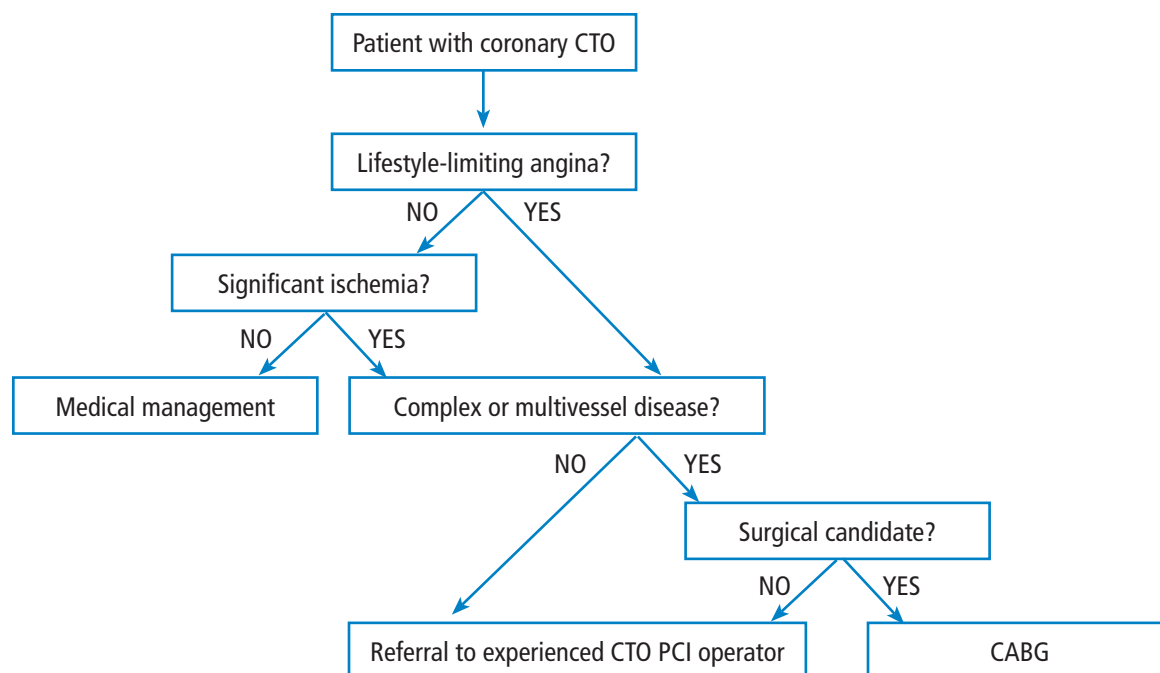 Patient with coronary CTO
Lifestyle-limiting angina?
NO
YES
Significant ischemia?
NO
YES
Medical management
Complex or multivessel disease?
NO
YES
Surgical candidate?
NO
YES
Referral to experienced CTO PCI operator
CABG